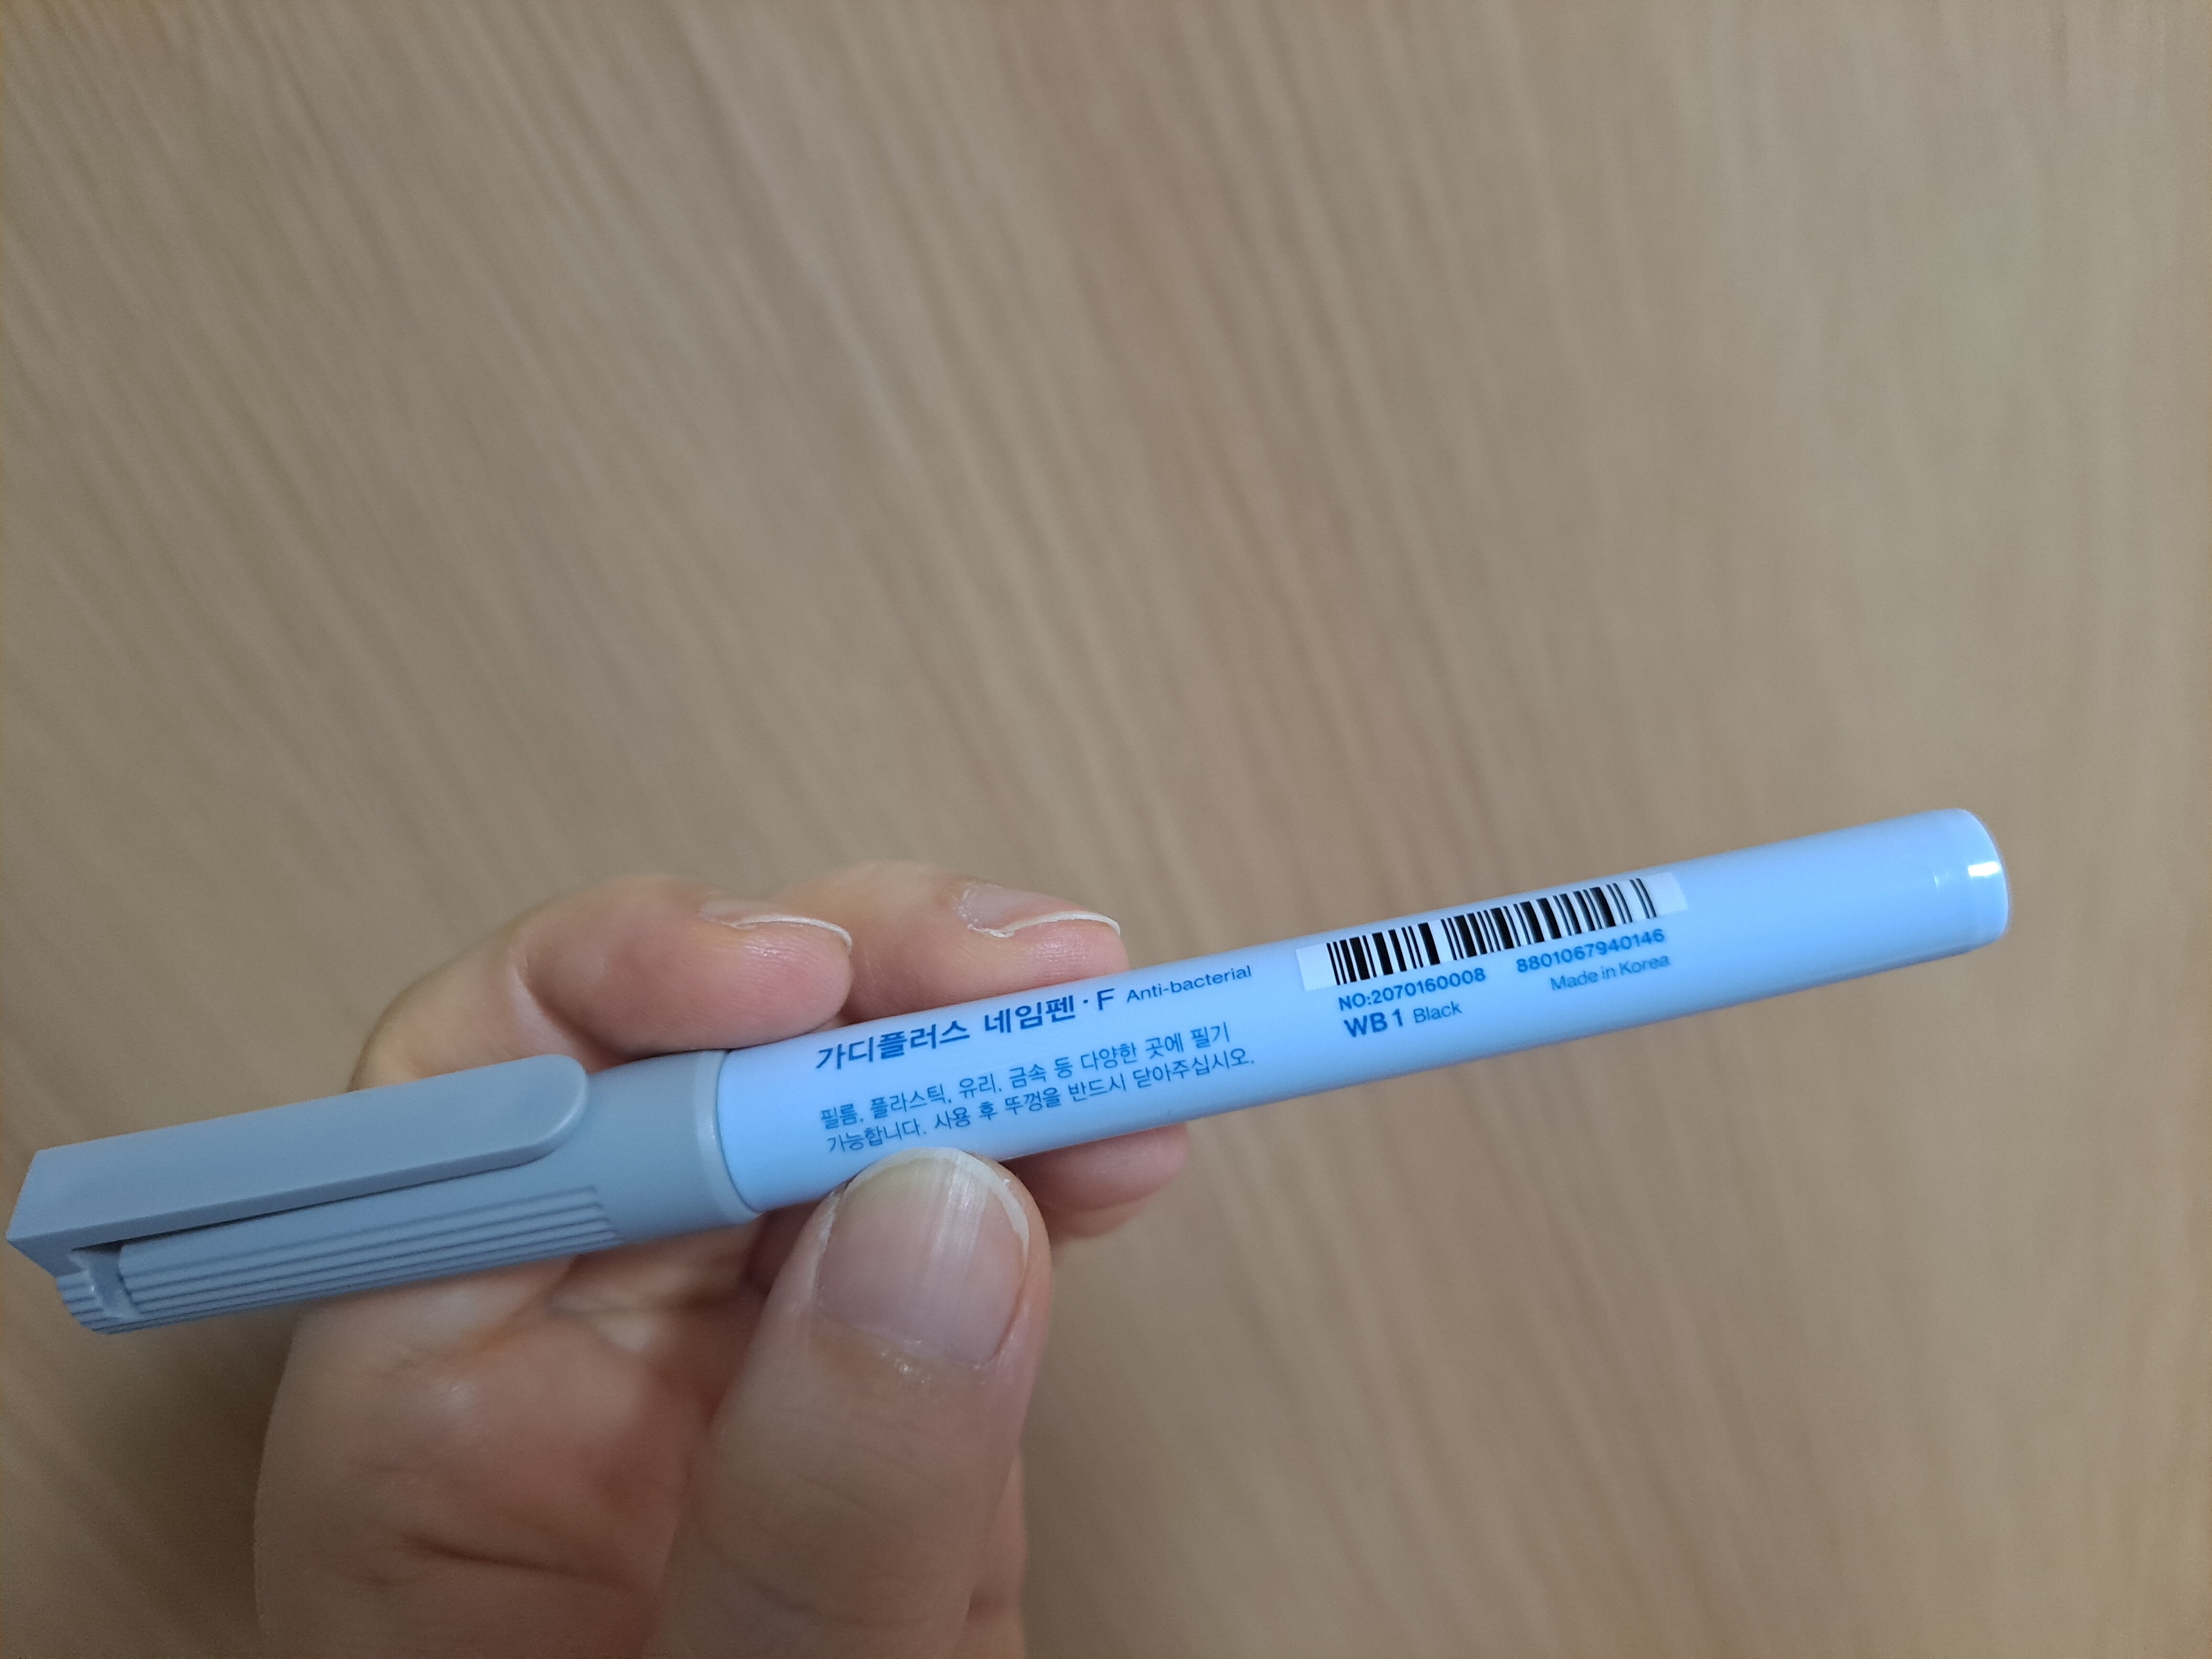 가디플러스 네임펜·F Anti-bacterial
필름, 플라스틱, 유리, 금속 등 다양한 곳에 필기
가능합니다. 사용 후 뚜껑을 반드시 닫아주십시오.
NO:2070160008 8801067940146
WB1 Black Made in Korea